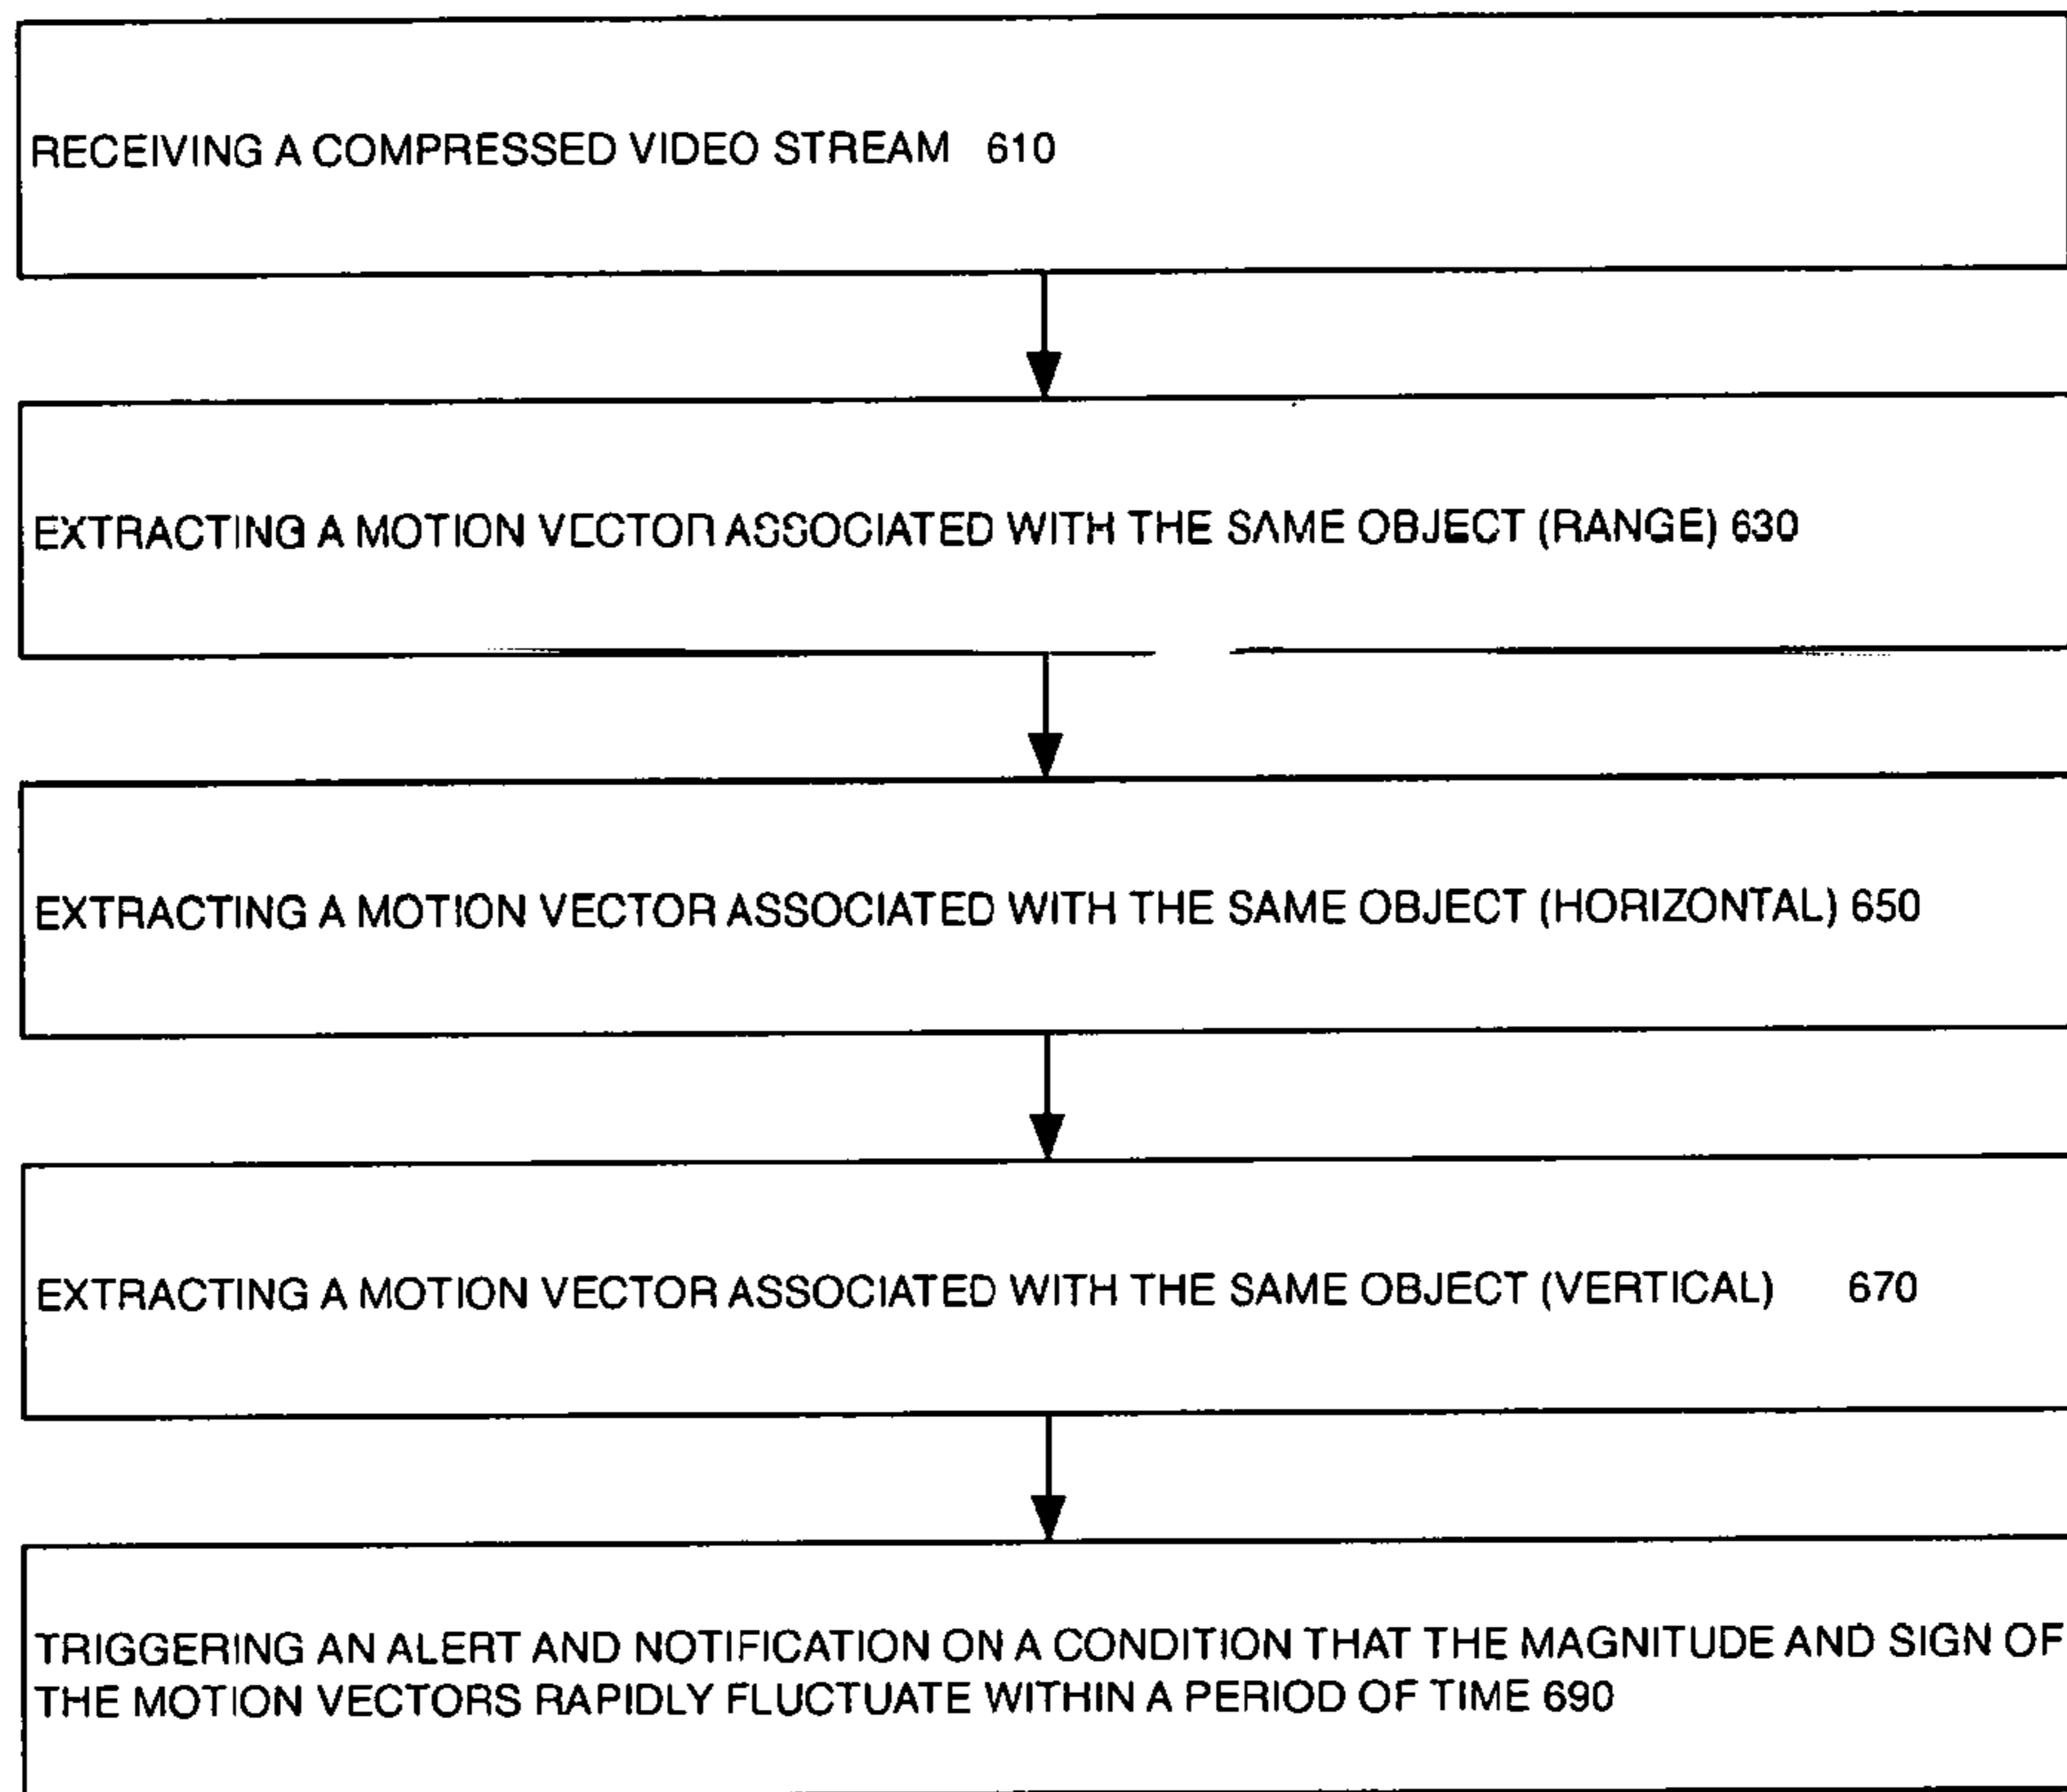 RECEIVING A COMPRESSED VIDEO STREAM 610
EXTRACTING A MOTION VECTOR ASSOCIATED WITH THE SAME OBJECT (RANGE) 630
EXTRACTING A MOTION VECTOR ASSOCIATED WITH THE SAME OBJECT (HORIZONTAL) 650
EXTRACTING A MOTION VECTOR ASSOCIATED WITH THE SAME OBJECT (VERTICAL) 670
TRIGGERING AN ALERT AND NOTIFICATION ON A CONDITION THAT THE MAGNITUDE AND SIGN OF
THE MOTION VECTORS RAPIDLY FLUCTUATE WITHIN A PERIOD OF TIME 690